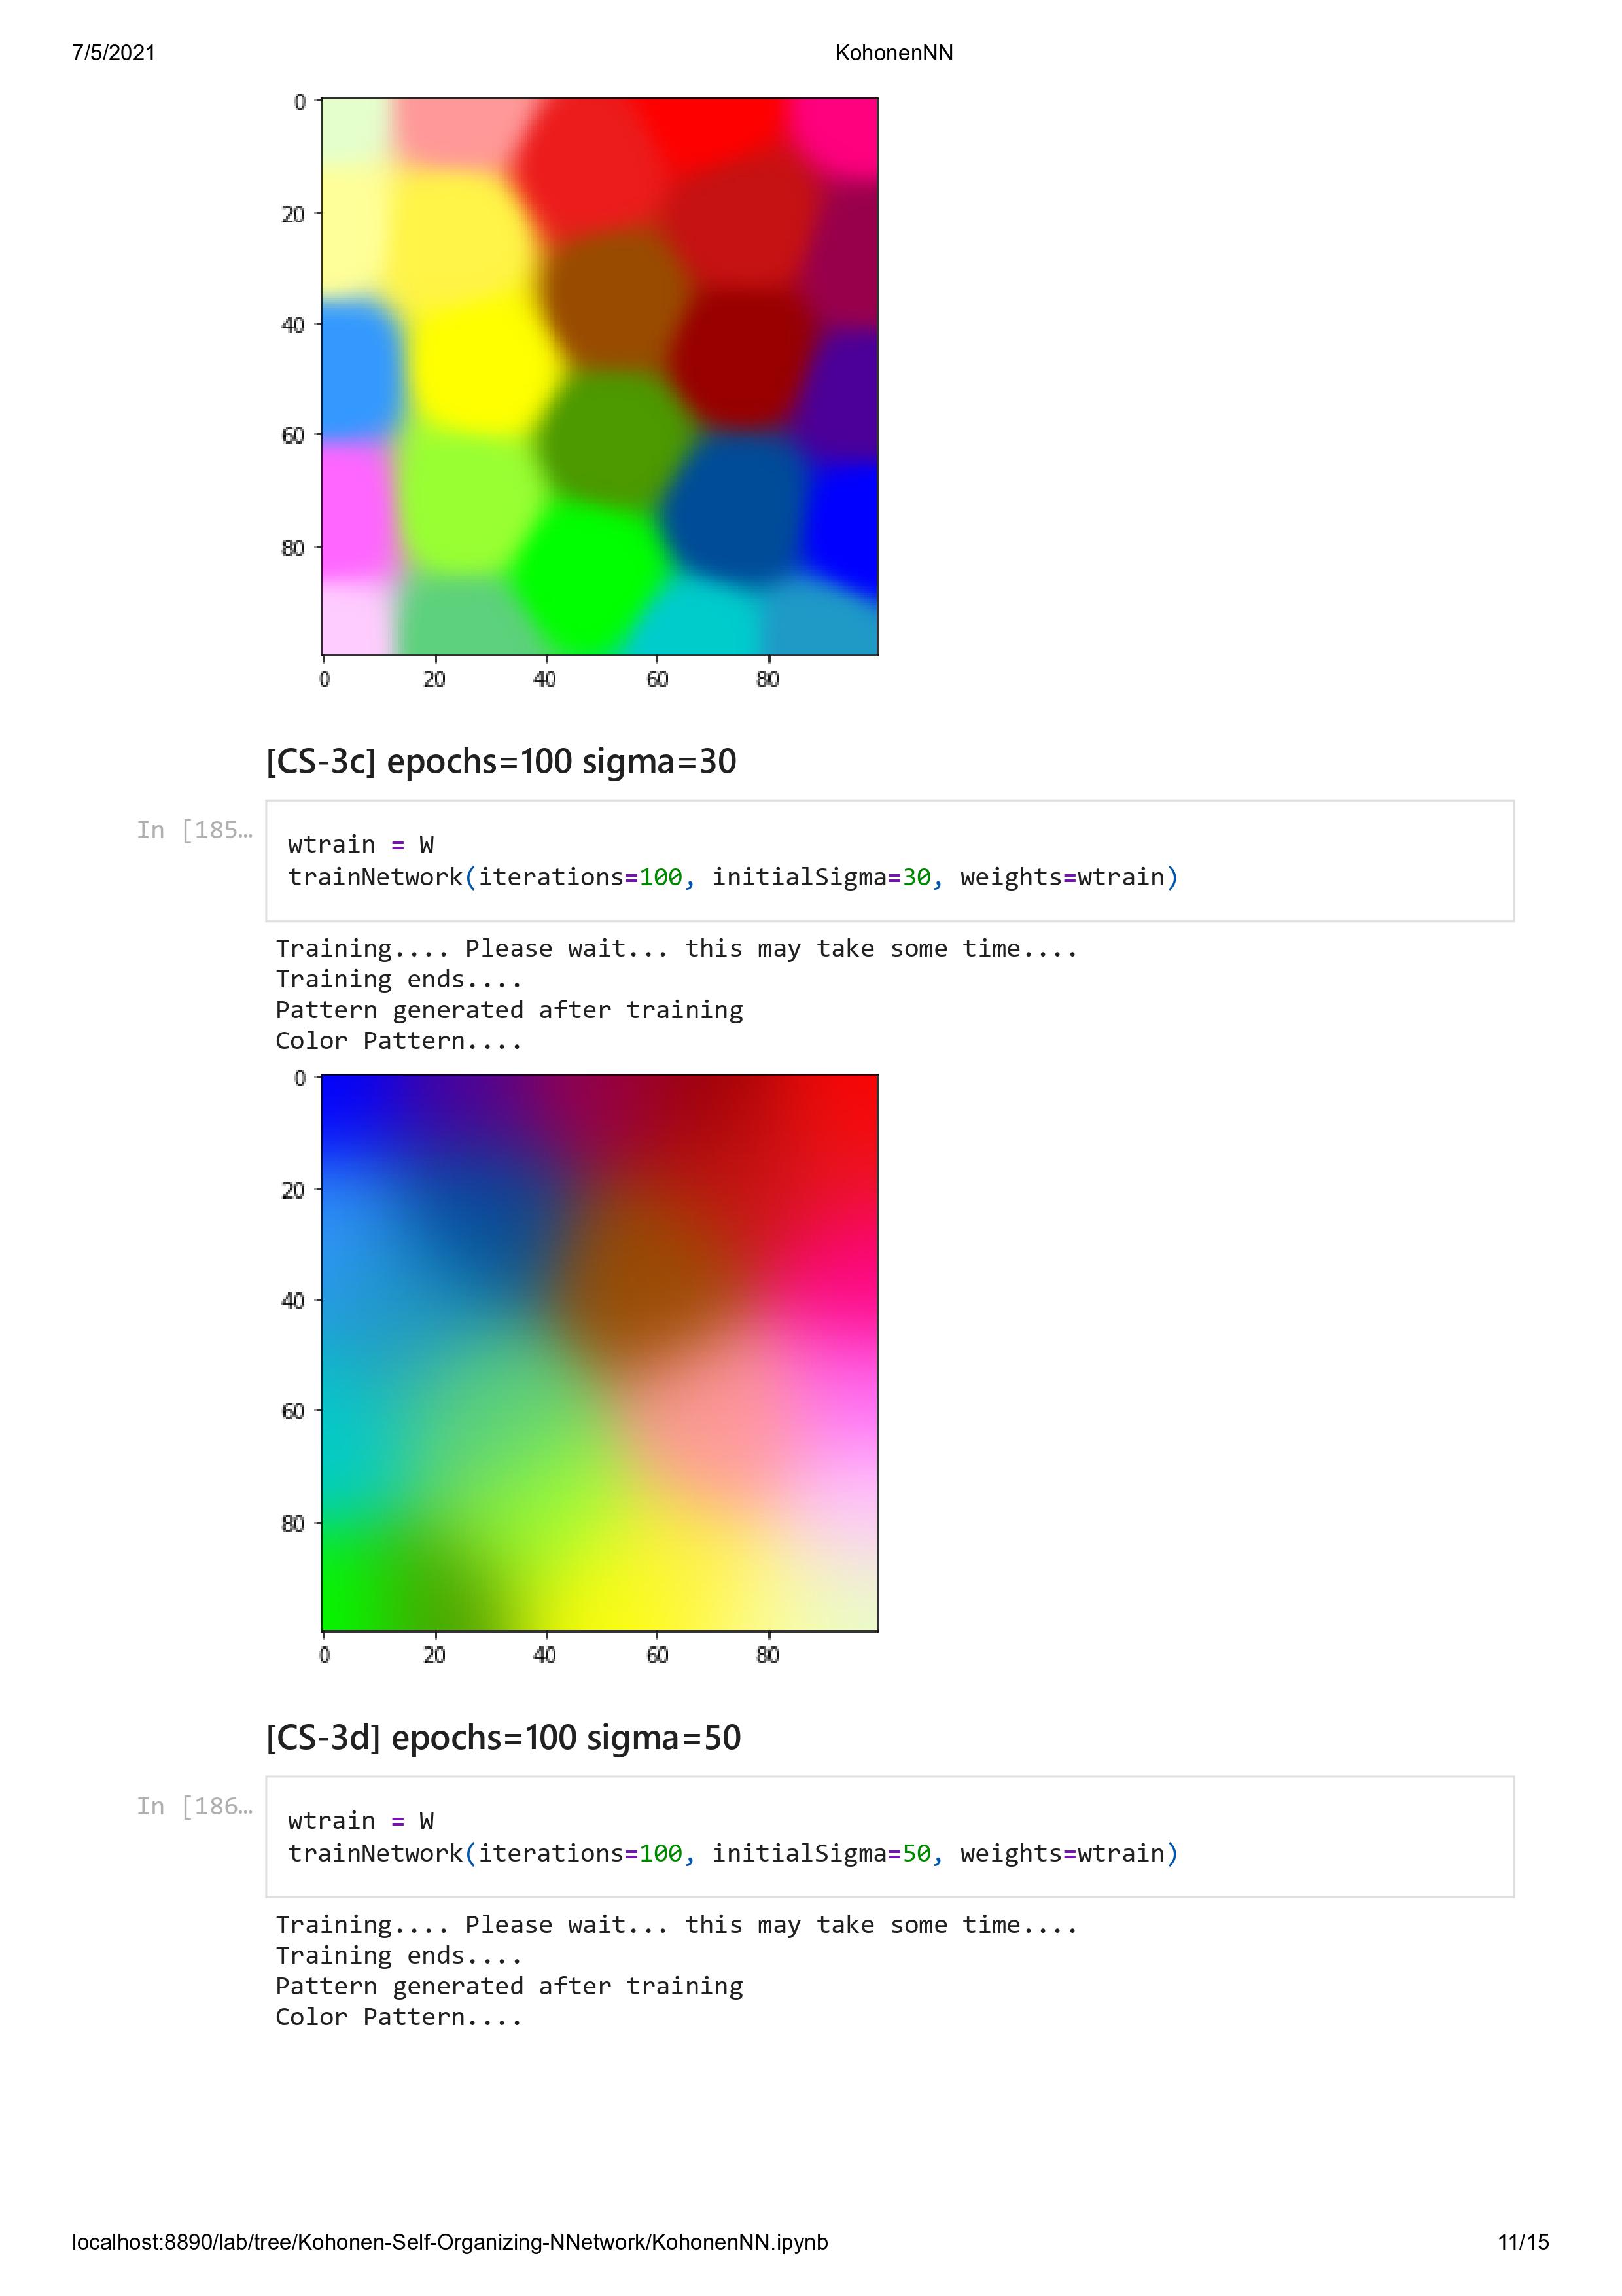 7/5/2021 KohonenNN
0
20
40
60
80
0 20 40 60 80
[CS-3c] epochs=100 sigma=30
In [185…
wtrain = W
trainNetwork(iterations=100, initialSigma=30, weights=wtrain)
Training.... Please wait... this may take some time....
Training ends....
Pattern generated after training
Color Pattern....
0
20
40
60
80
0 20 40 60 80
[CS-3d] epochs=100 sigma=50
In [186…
wtrain = W
trainNetwork(iterations=100, initialSigma=50, weights=wtrain)
Training.... Please wait... this may take some time....
Training ends....
Pattern generated after training
Color Pattern....
localhost:8890/lab/tree/Kohonen-Self-Organizing-NNetwork/KohonenNN.ipynb 11/15